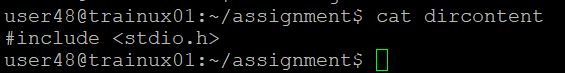 user48@trainux01:~/assignment$ cat dircontent
#include <stdio.h>
user48@trainux01:~/assignment$